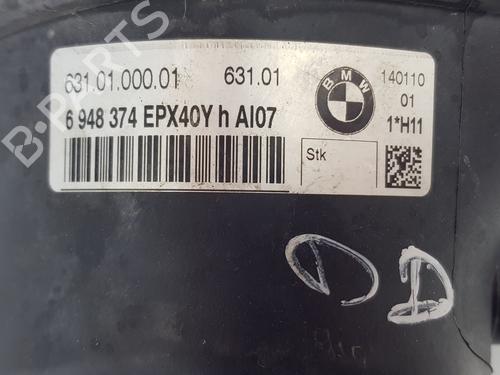 631.01.000.01 631.01
6 948 374 EPX40Y h AI07
BMW
140110
01
1*H11
Stk
B-PARTS
D D